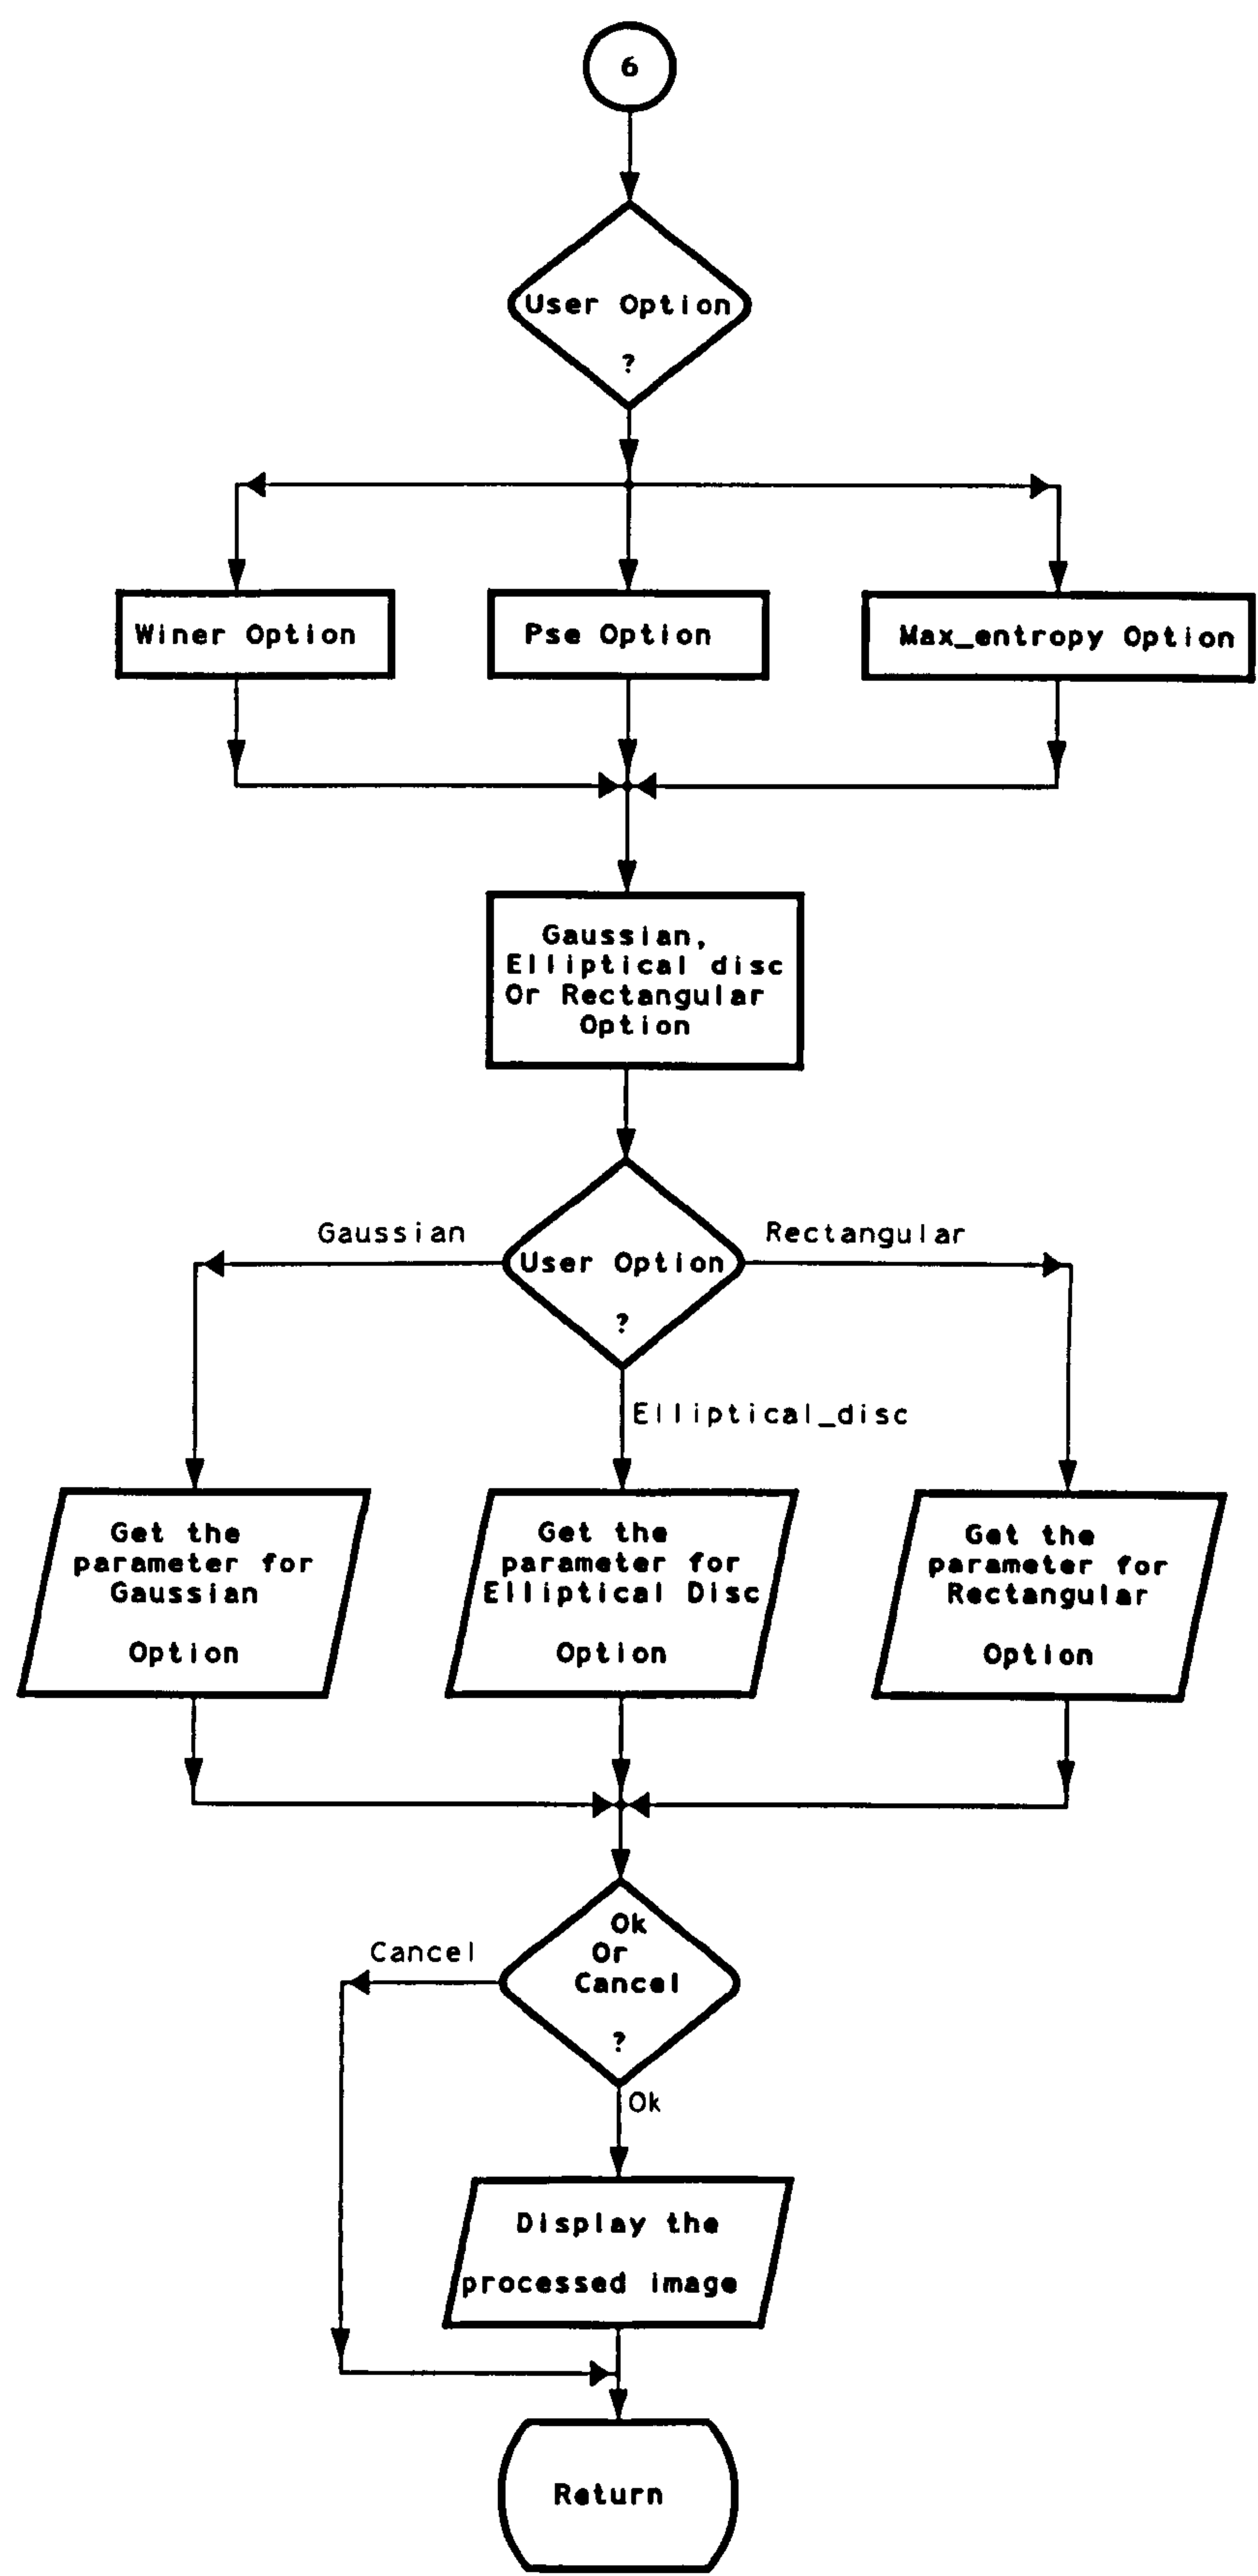 6
User Option
?
Winer Option
Pse Option
Max_entropy Option
Gaussian,
Elliptical disc
Or Rectangular
Option
Gaussian
Rectangular
User Option
?
Elliptical_disc
Get the
parameter for
Gaussian
Option
Get the
parameter for
Elliptical Disc
Option
Get the
parameter for
Rectangular
Option
Cancel
Ok
Or
Cancel
?
Ok
Display the
processed image
Return